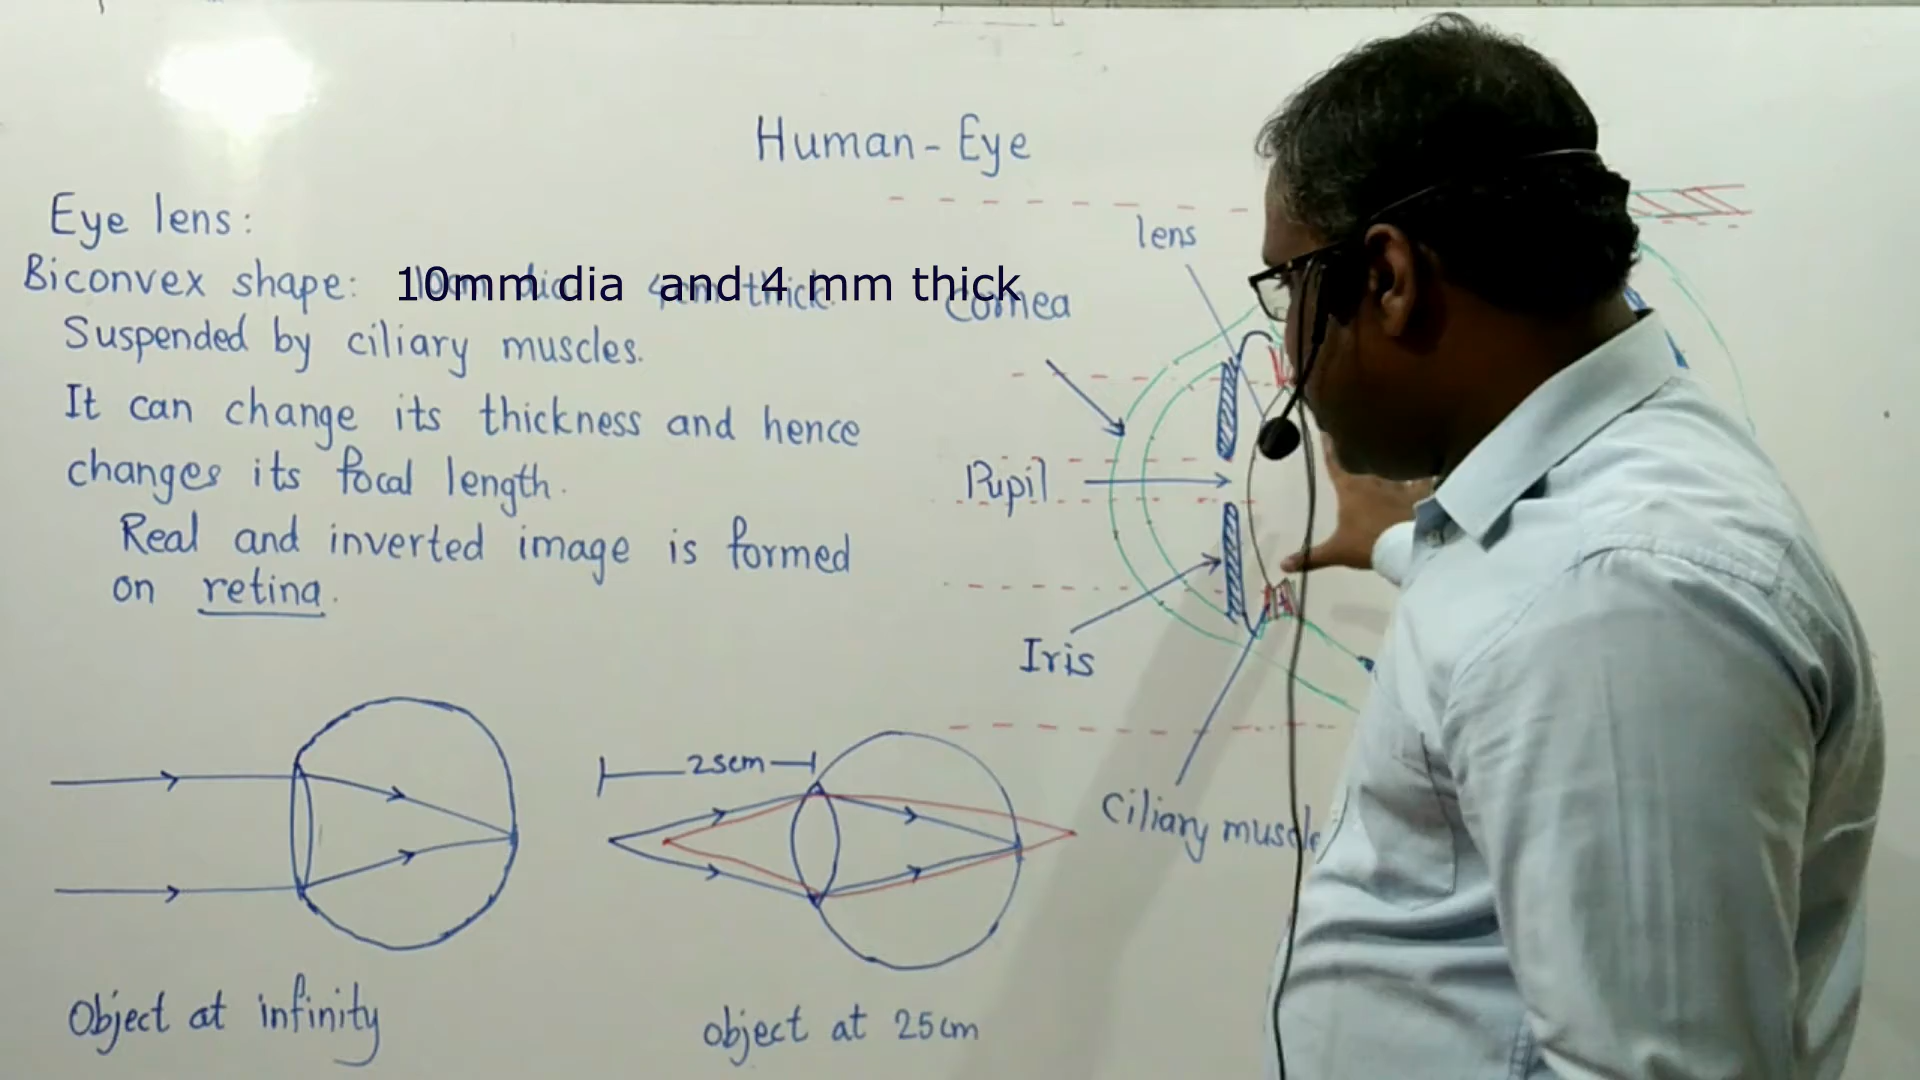 Human - Eye
Eye lens:
Biconvex shape: 10mm dia and 4 mm thick
Suspended by ciliary muscles.
It can change its thickness and hence
changes its focal length.
Real and inverted image is formed
on retina.
lens
Cornea
Pupil
Iris
Ciliary muscle
25cm
Object at infinity
object at 25cm